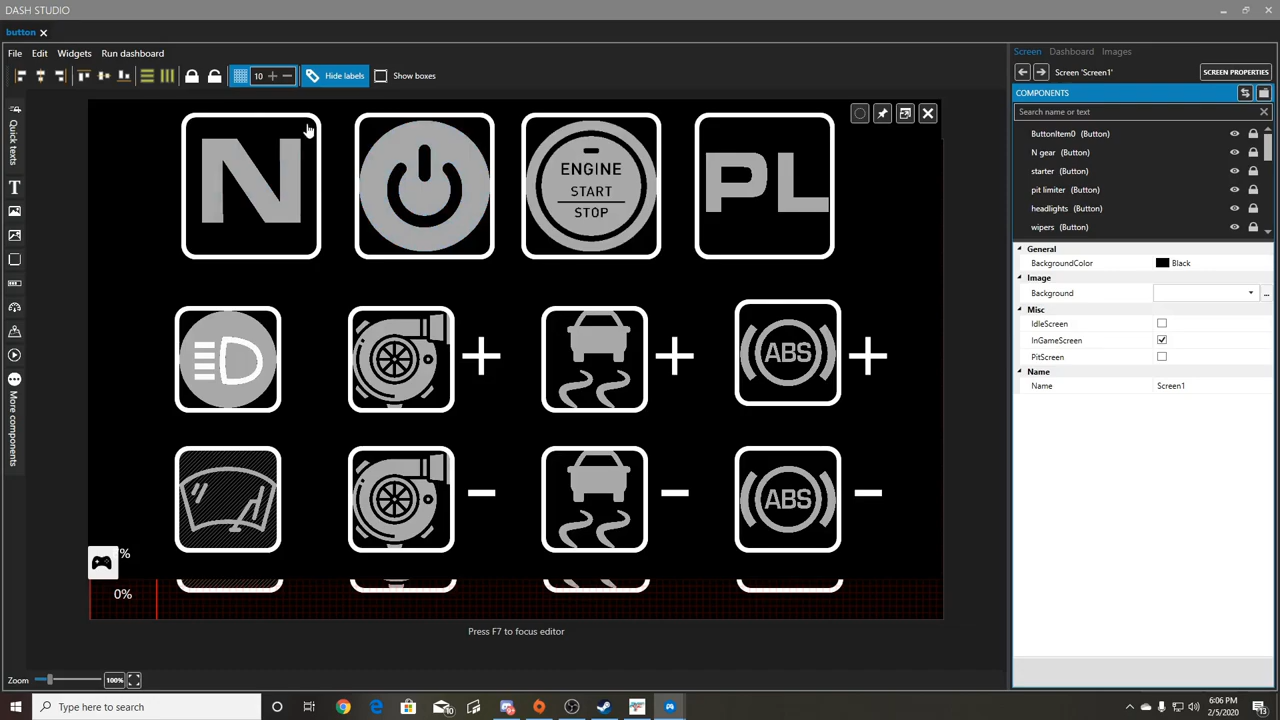 DASH STUDIO
button
File Edit Widgets Run dashboard
10 Hide labels Show boxes
Screen Dashboard Images
Screen 'Screen1' SCREEN PROPERTIES
COMPONENTS
Search name or text
ButtonItem0 (Button)
N gear (Button)
starter (Button)
pit limiter (Button)
headlights (Button)
wipers (Button)
General
BackgroundColor Black
Image
Background ...
Misc
IdleScreen
InGameScreen
PitScreen
Name
Name Screen1
Quick texts
T
More components
N
ENGINE
START
STOP
PL
+ + ABS +
- - ABS -
%
0%
Press F7 to focus editor
Zoom 100%
Type here to search
10
6:06 PM
2/5/2020
13